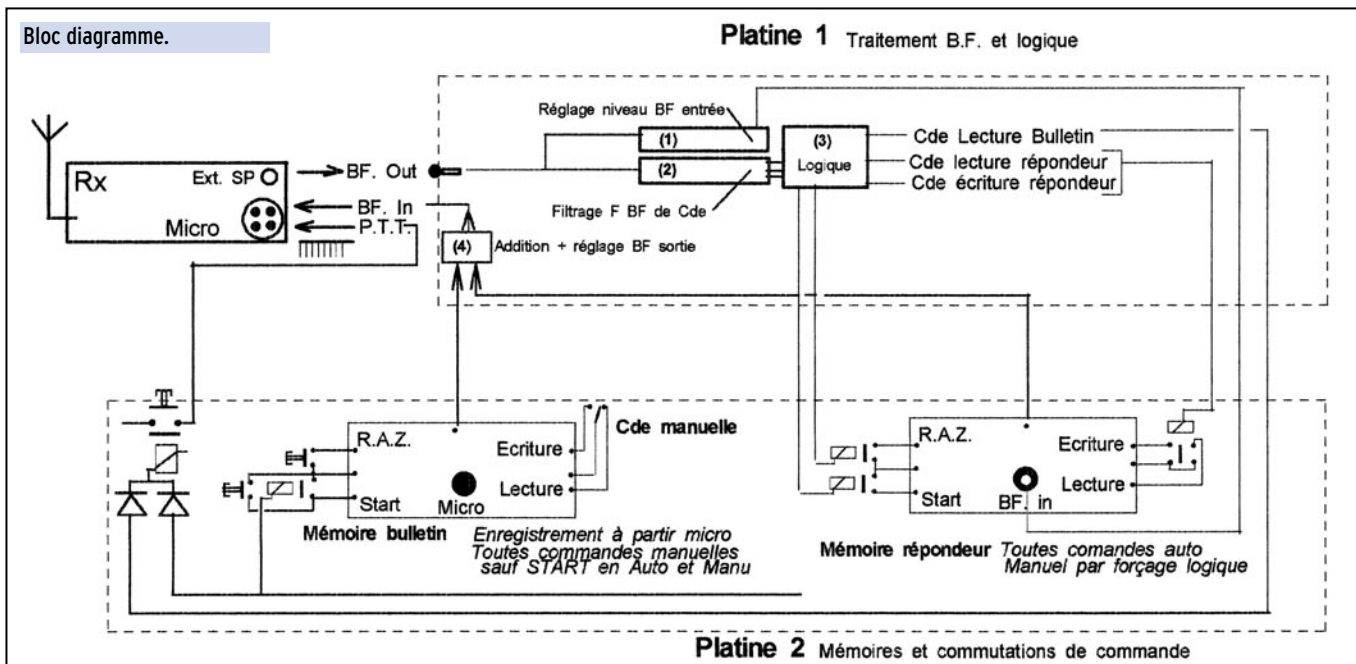 Bloc diagramme.
Platine 1 Traitement B.F. et logique
Réglage niveau BF entrée
(1)
(2)
(3)
Logique
Cde Lecture Bulletin
Cde lecture répondeur
Cde écriture répondeur
Filtrage F BF de Cde
Rx
Ext. SP
Micro
BF. Out
BF. In
P.T.T.
(4)
Addition + réglage BF sortie
R.A.Z.
Start
Micro
Ecriture
Lecture
Cde manuelle
Mémoire bulletin
Enregistrement à partir micro
Toutes commandes manuelles
sauf START en Auto et Manu
R.A.Z.
Start
BF. in
Ecriture
Lecture
Mémoire répondeur
Toutes comandes auto
Manuel par forçage logique
Platine 2 Mémoires et commutations de commande